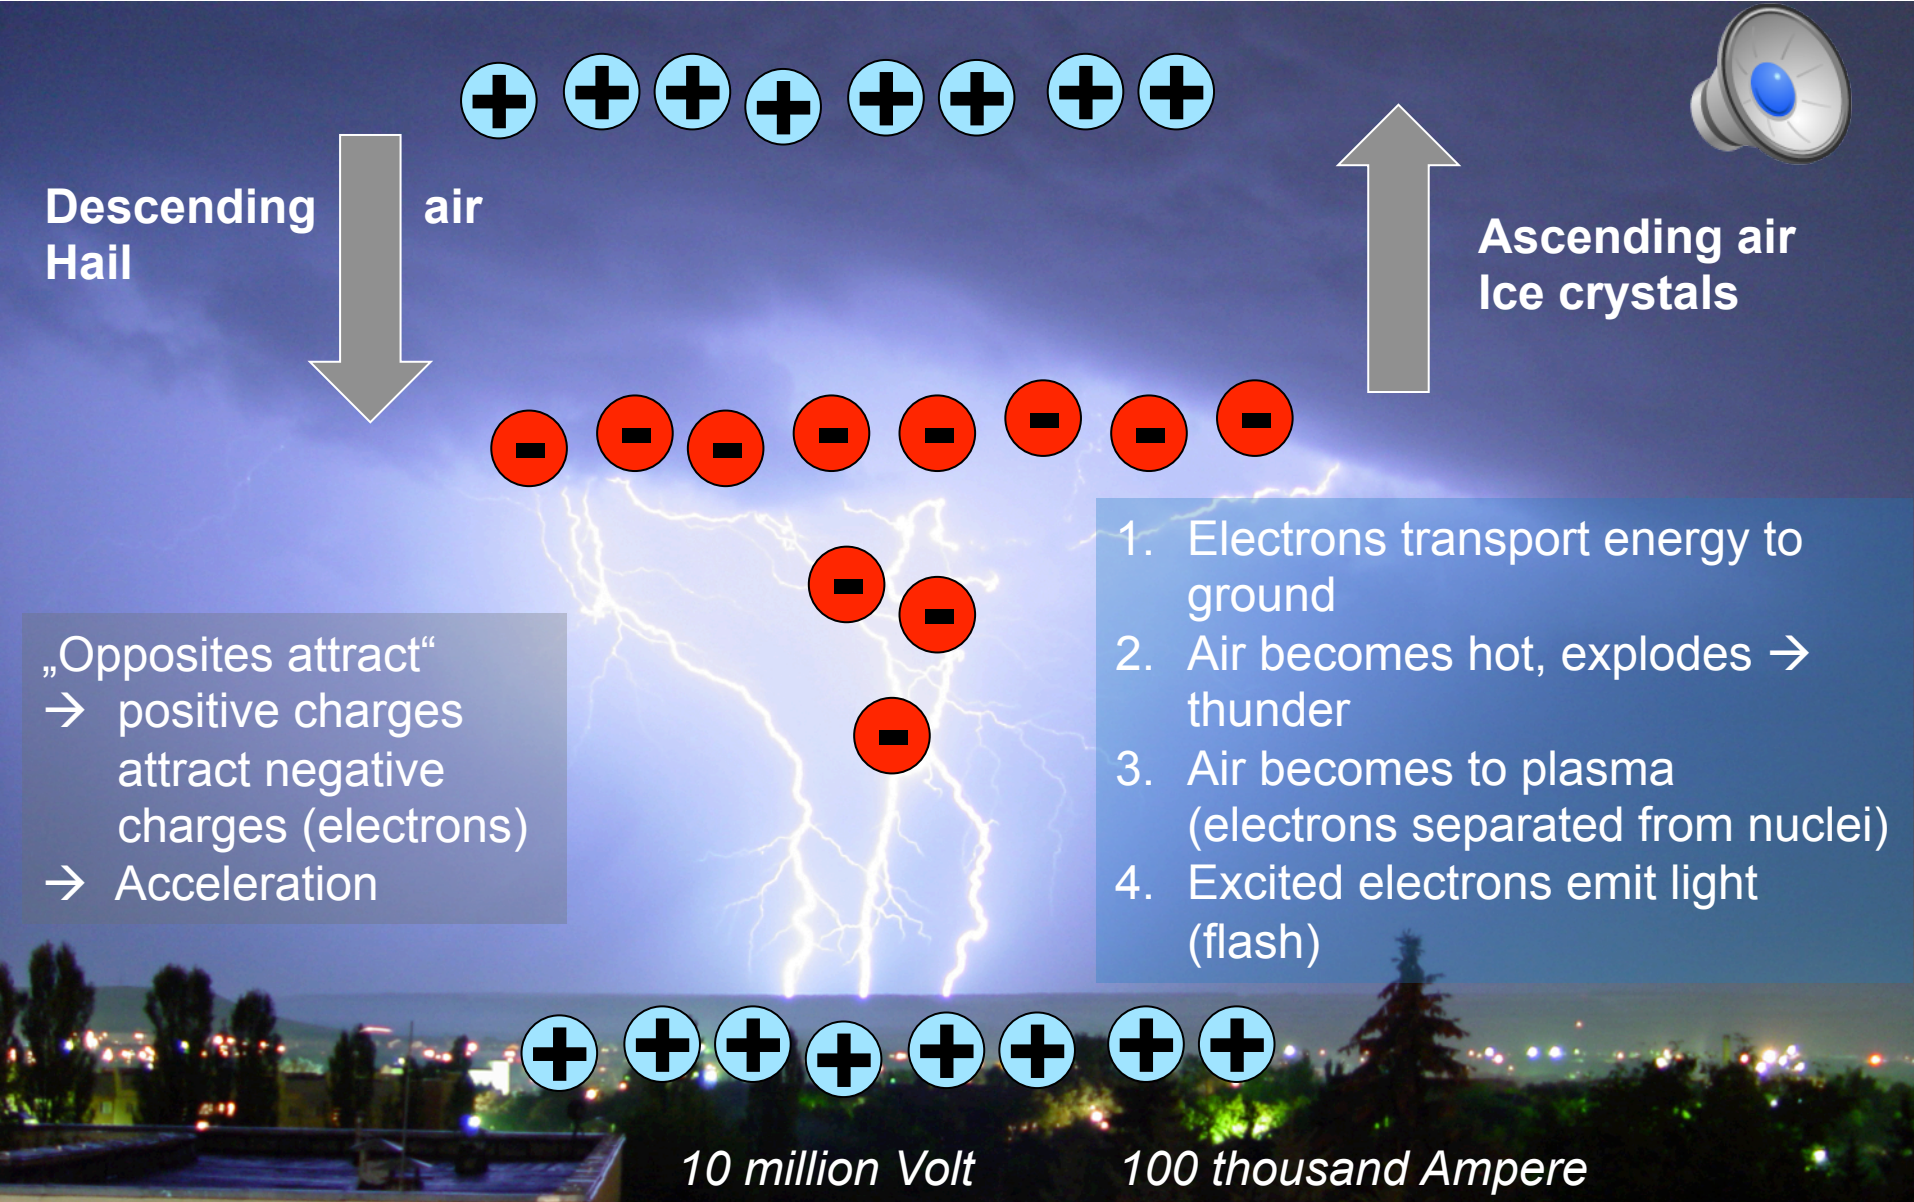 + + + + + + + +
Descending air
Hail
Ascending air
Ice crystals
- - - - - - - -
- -
-
„Opposites attract“
→ positive charges
attract negative
charges (electrons)
→ Acceleration
1. Electrons transport energy to
ground
2. Air becomes hot, explodes →
thunder
3. Air becomes to plasma
(electrons separated from nuclei)
4. Excited electrons emit light
(flash)
+ + + + + + + +
10 million Volt 100 thousand Ampere